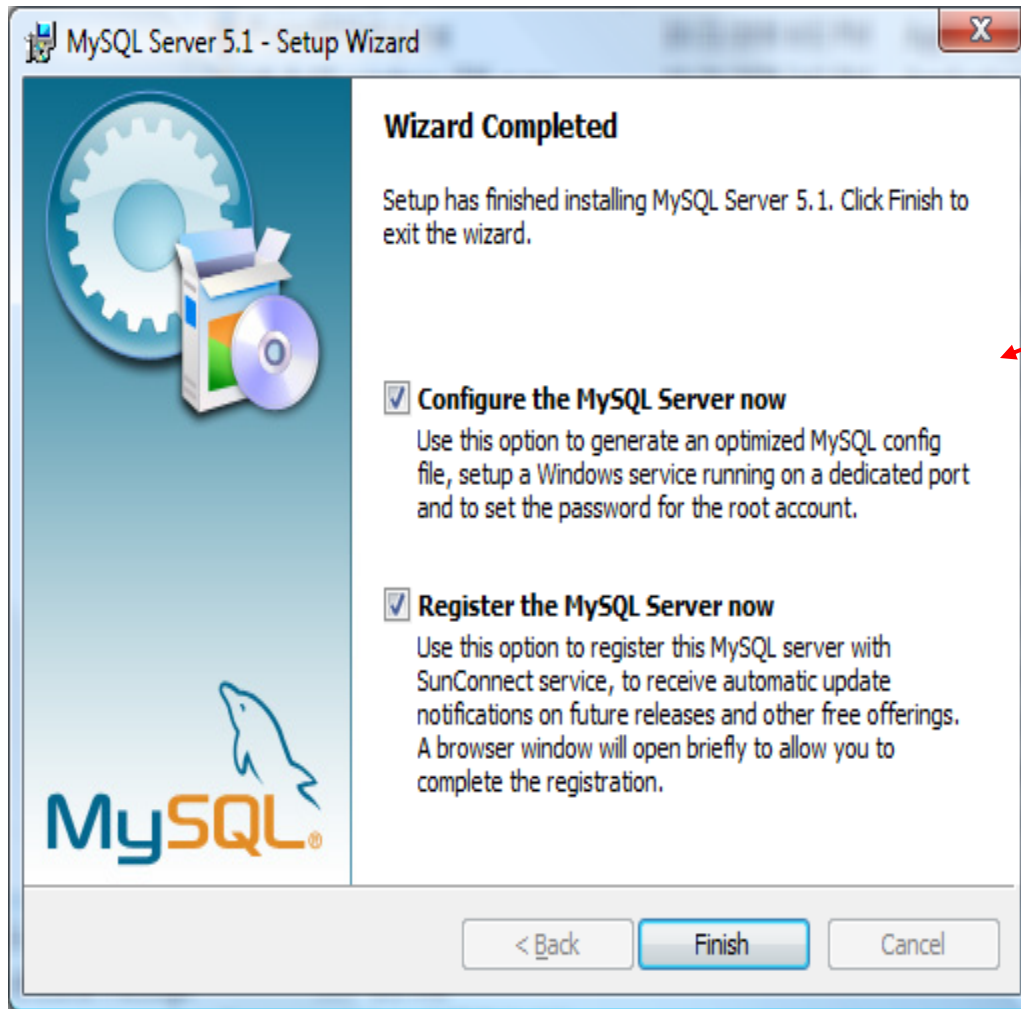 MySQL Server 5.1 - Setup Wizard
Wizard Completed
Setup has finished installing MySQL Server 5.1. Click Finish to
exit the wizard.
Configure the MySQL Server now
Use this option to generate an optimized MySQL config
file, setup a Windows service running on a dedicated port
and to set the password for the root account.
Register the MySQL Server now
Use this option to register this MySQL server with
SunConnect service, to receive automatic update
notifications on future releases and other free offerings.
A browser window will open briefly to allow you to
complete the registration.
MySQL®
< Back
Finish
Cancel